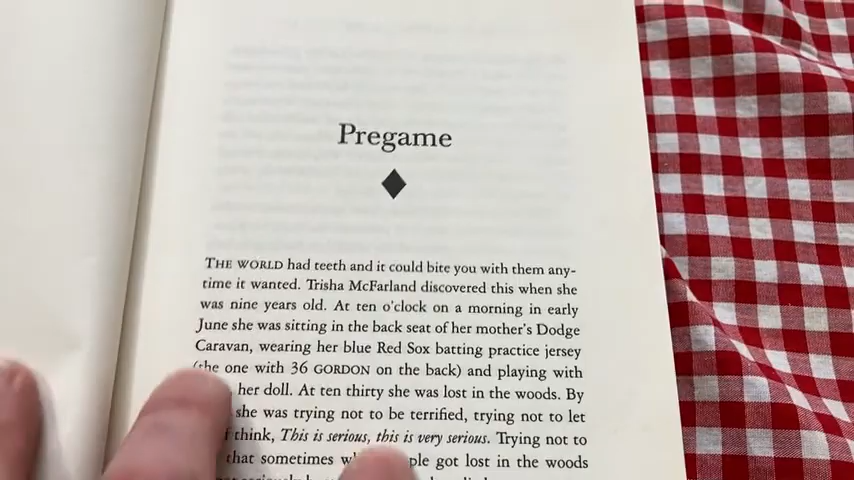 Pregame
THE WORLD had teeth and it could bite you with them any-
time it wanted. Trisha McFarland discovered this when she
was nine years old. At ten o'clock on a morning in early
June she was sitting in the back seat of her mother's Dodge
Caravan, wearing her blue Red Sox batting practice jersey
(the one with 36 GORDON on the back) and playing with
her doll. At ten thirty she was lost in the woods. By
she was trying not to be terrified, trying not to let
think, This is serious, this is very serious. Trying not to
that sometimes got lost in the woods